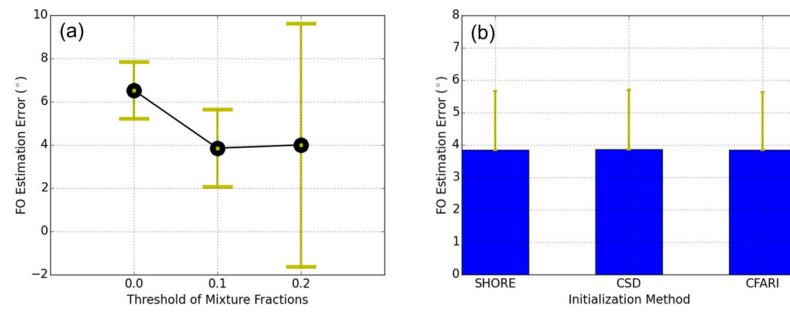 (a)
10
8
6
4
2
0
−2
FO Estimation Error (°)
0.0 0.1 0.2
Threshold of Mixture Fractions
(b)
8
7
6
5
4
3
2
1
0
FO Estimation Error (°)
SHORE CSD CFARI
Initialization Method